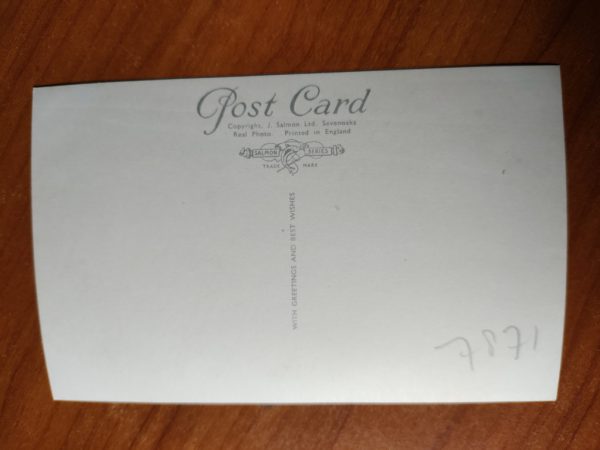 Post Card
Copyright, J. Salmon Ltd, Sevenoaks
Real Photo. Printed in England
SALMON SERIES
TRADE MARK
WITH GREETINGS AND BEST WISHES
7871